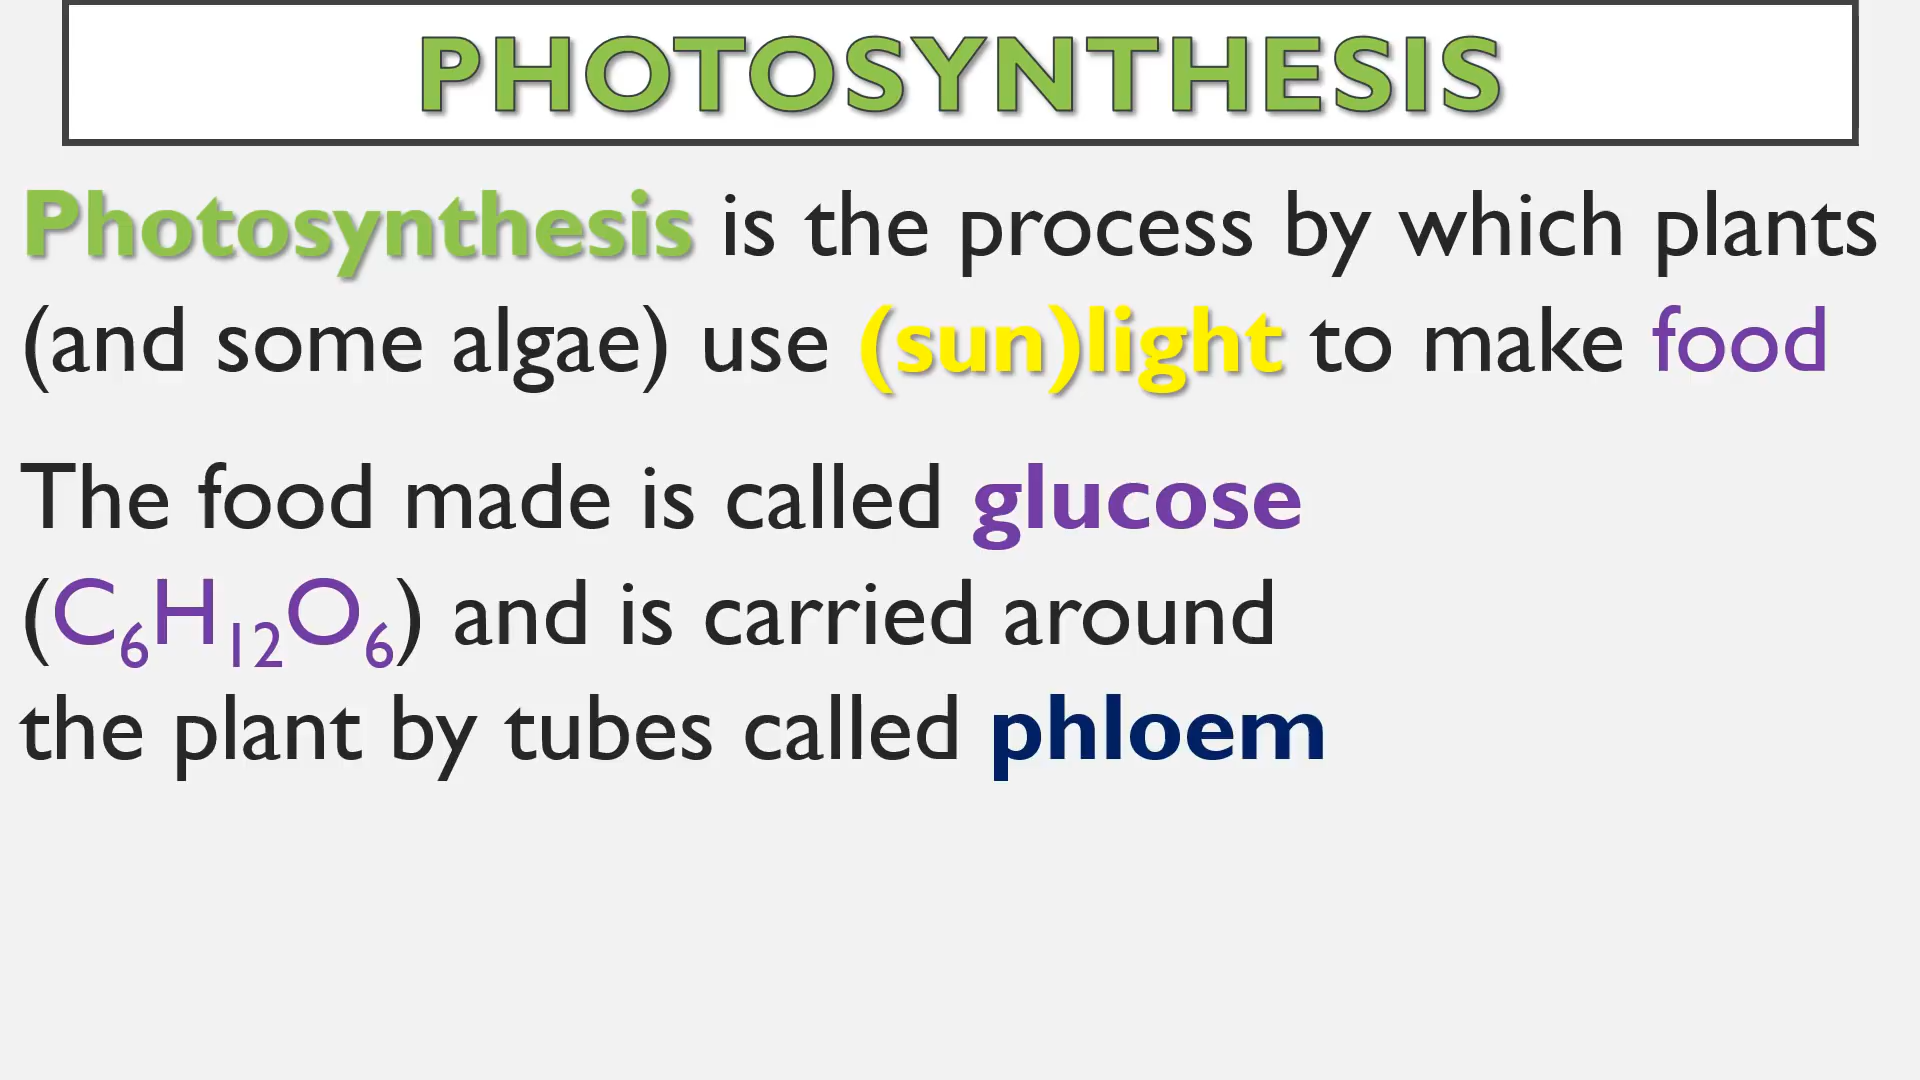 PHOTOSYNTHESIS
Photosynthesis is the process by which plants
(and some algae) use (sun)light to make food
The food made is called glucose
(C₆H₁₂O₆) and is carried around
the plant by tubes called phloem